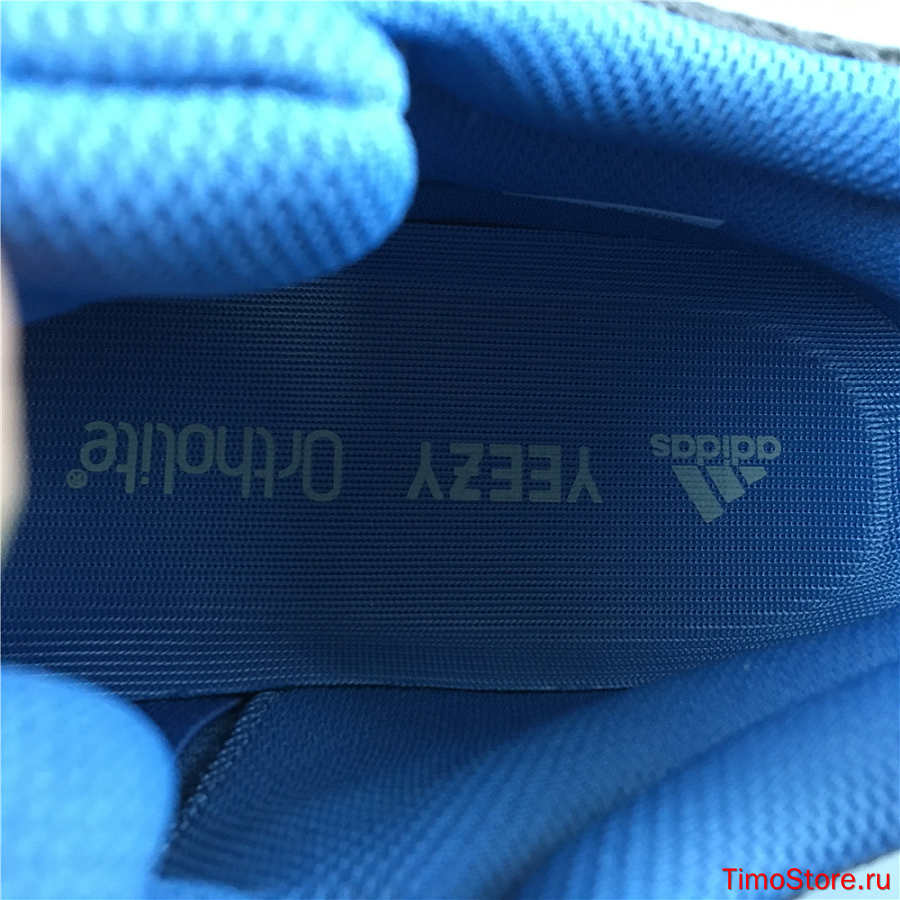 adidas
YEEZY
Ortholite®
TimoStore.ru